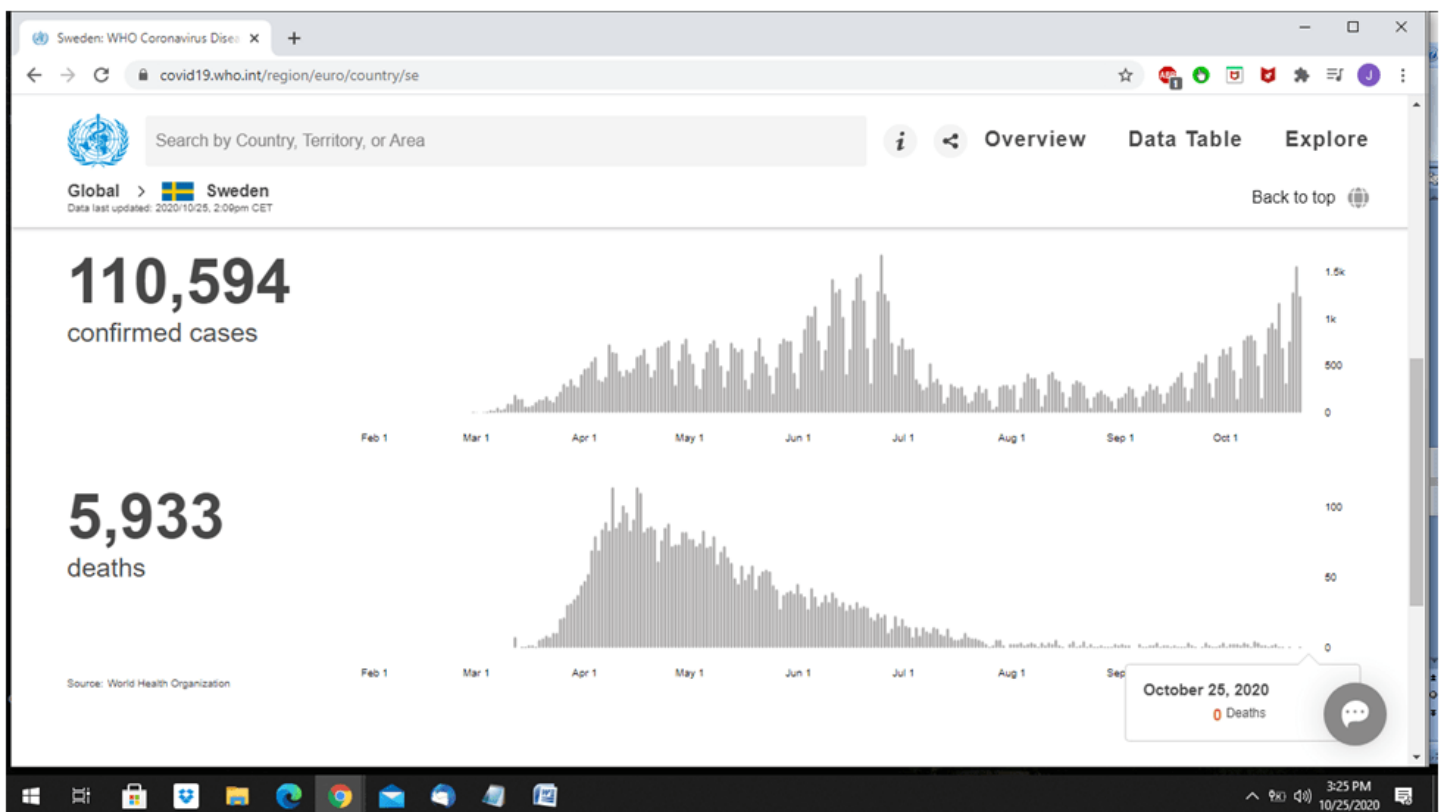 Sweden: WHO Coronavirus Disea
covid19.who.int/region/euro/country/se
ABP
1
J
Search by Country, Territory, or Area
i
Overview Data Table Explore
Global > Sweden
Data last updated: 2020/10/25, 2:09pm CET
Back to top
110,594
confirmed cases
1.5k
1k
500
0
Feb 1 Mar 1 Apr 1 May 1 Jun 1 Jul 1 Aug 1 Sep 1 Oct 1
5,933
deaths
100
50
0
Feb 1 Mar 1 Apr 1 May 1 Jun 1 Jul 1 Aug 1 Sep
Source: World Health Organization
October 25, 2020
0 Deaths
3:25 PM
10/25/2020